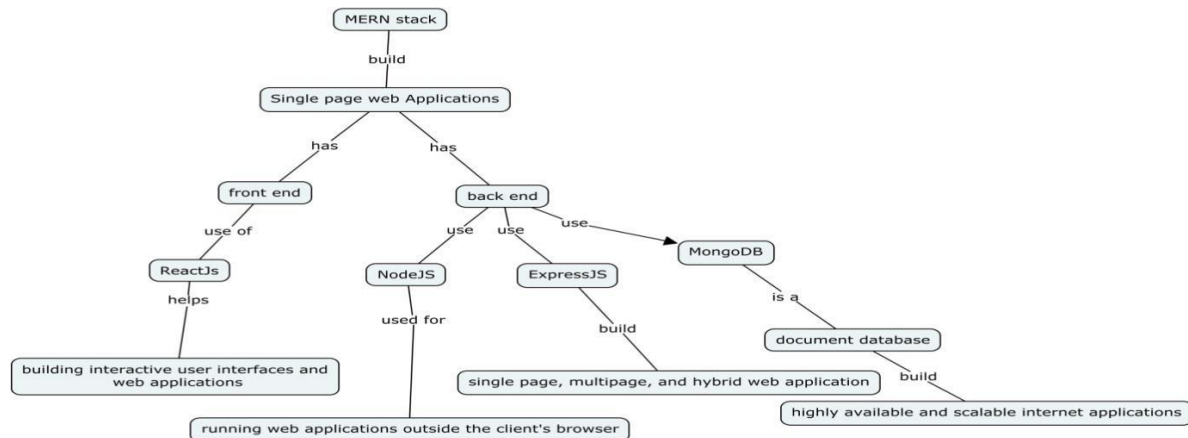 MERN stack
build
Single page web Applications
has
has
front end
back end
use of
use
use
use
MongoDB
ReactJs
NodeJS
ExpressJS
helps
is a
used for
build
document database
building interactive user interfaces and
web applications
build
single page, multipage, and hybrid web application
highly available and scalable internet applications
running web applications outside the client's browser